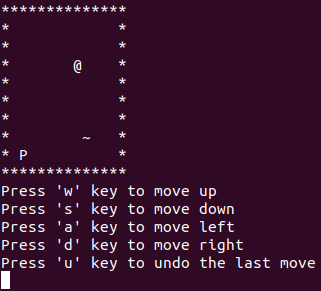 **************
*            *
*            *
*       @    *
*            *
*            *
*            *
*        ~   *
* P          *
**************
Press 'w' key to move up
Press 's' key to move down
Press 'a' key to move left
Press 'd' key to move right
Press 'u' key to undo the last move